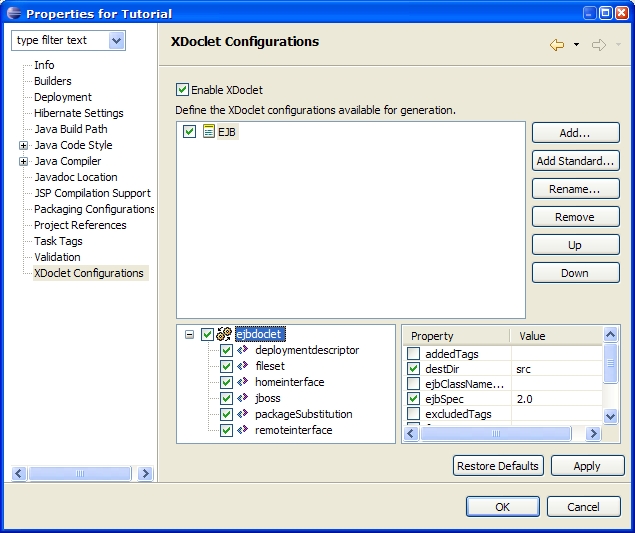 Properties for Tutorial
type filter text
XDoclet Configurations
Info
Builders
Deployment
Hibernate Settings
Java Build Path
Java Code Style
Java Compiler
Javadoc Location
JSP Compilation Support
Packaging Configurations
Project References
Task Tags
Validation
XDoclet Configurations
Enable XDoclet
Define the XDoclet configurations available for generation.
EJB
Add...
Add Standard...
Rename...
Remove
Up
Down
ejbdoclet
deploymentdescriptor
fileset
homeinterface
jboss
packageSubstitution
remoteinterface
Property Value
addedTags
destDir src
ejbClassName...
ejbSpec 2.0
excludedTags
Restore Defaults
Apply
OK
Cancel